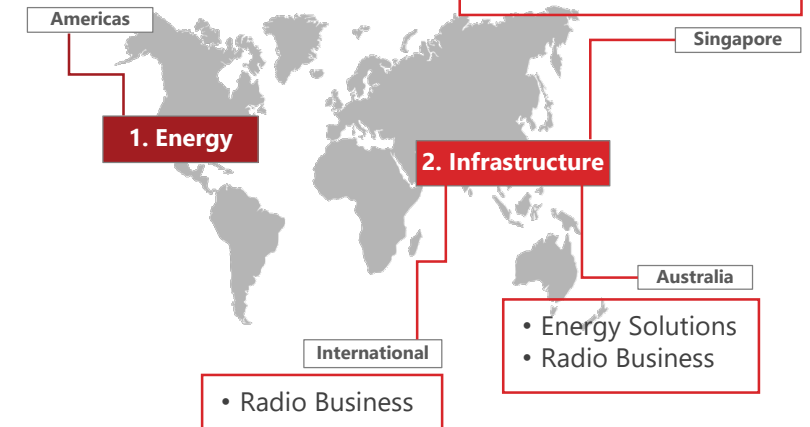 Americas
Singapore
1. Energy
2. Infrastructure
Australia
• Energy Solutions
• Radio Business
International
• Radio Business